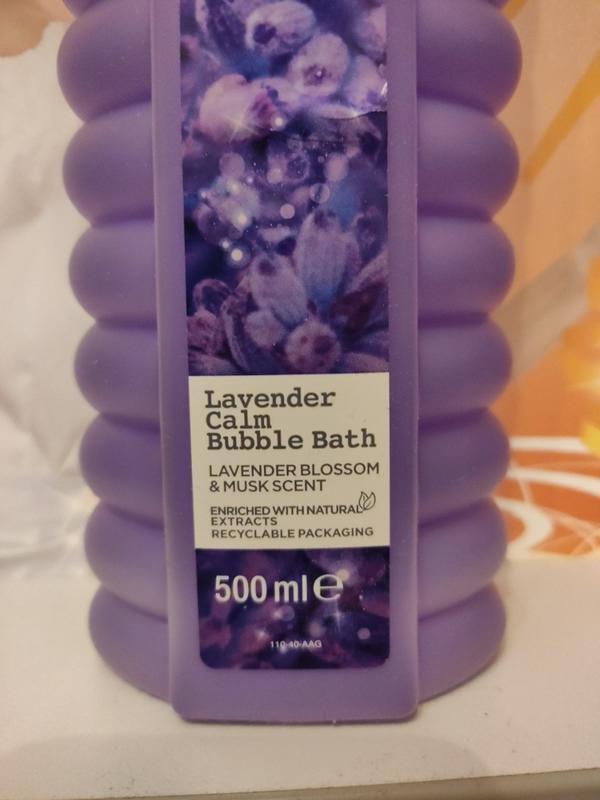 Lavender
Calm
Bubble Bath
LAVENDER BLOSSOM
& MUSK SCENT
ENRICHED WITH NATURAL
EXTRACTS
RECYCLABLE PACKAGING
500 ml e
110-40-AAG